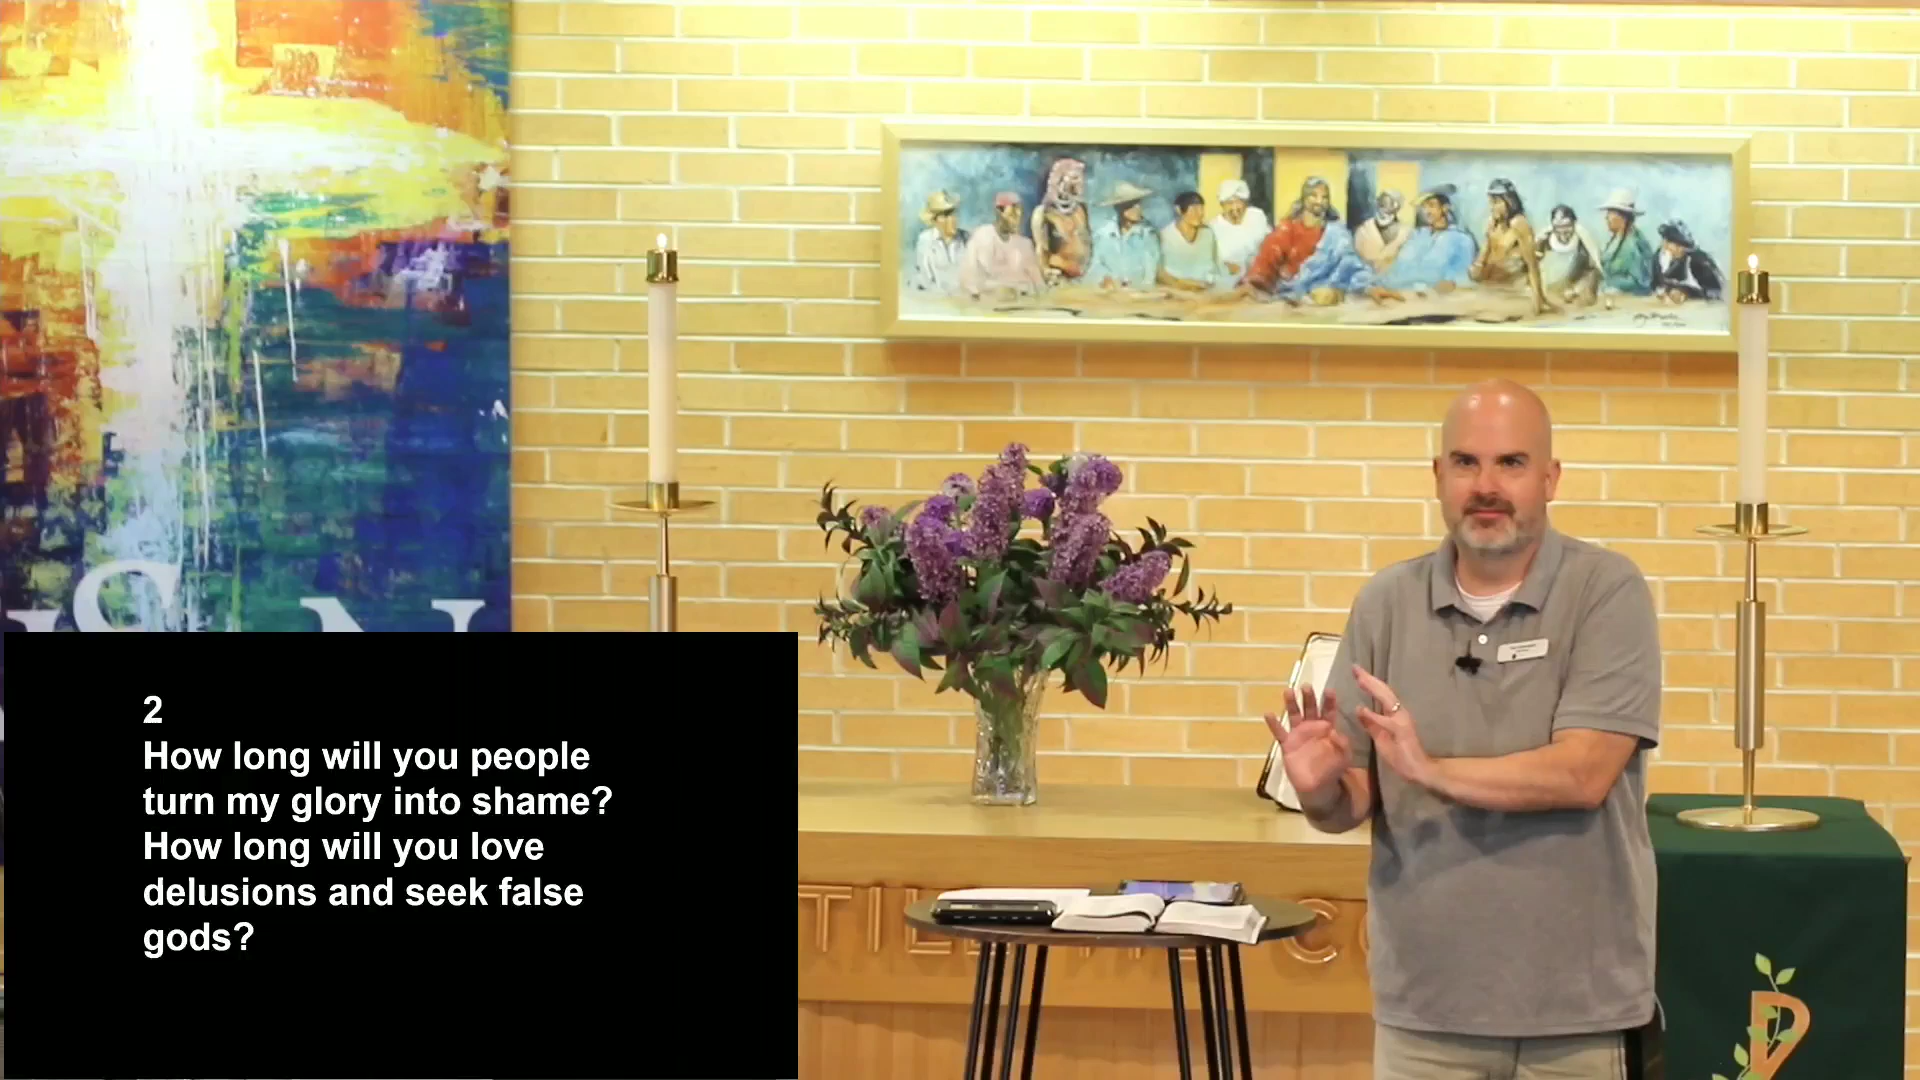 S
N
2
How long will you people
turn my glory into shame?
How long will you love
delusions and seek false
gods?
TIL
C